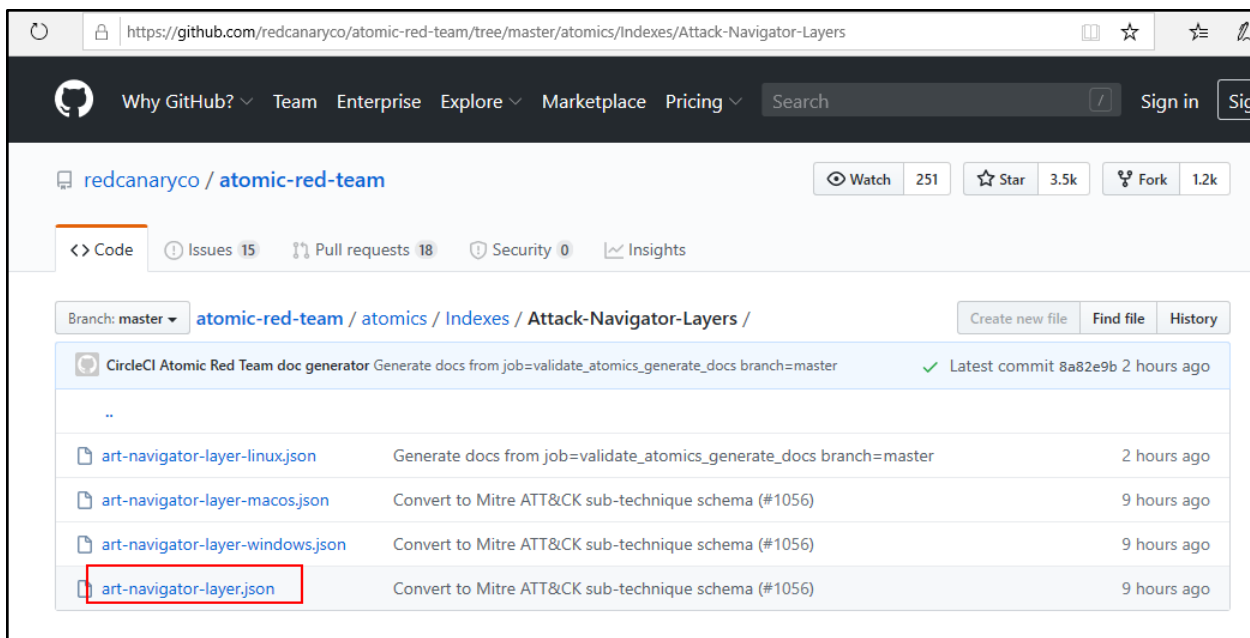 https://github.com/redcanaryco/atomic-red-team/tree/master/atomics/Indexes/Attack-Navigator-Layers
Why GitHub? Team Enterprise Explore Marketplace Pricing Search / Sign in Sig
redcanaryco / atomic-red-team Watch 251 Star 3.5k Fork 1.2k
<> Code Issues 15 Pull requests 18 Security 0 Insights
Branch: master atomic-red-team / atomics / Indexes / Attack-Navigator-Layers / Create new file Find file History
CircleCI Atomic Red Team doc generator Generate docs from job=validate_atomics_generate_docs branch=master Latest commit 8a82e9b 2 hours ago
..
art-navigator-layer-linux.json Generate docs from job=validate_atomics_generate_docs branch=master 2 hours ago
art-navigator-layer-macos.json Convert to Mitre ATT&CK sub-technique schema (#1056) 9 hours ago
art-navigator-layer-windows.json Convert to Mitre ATT&CK sub-technique schema (#1056) 9 hours ago
art-navigator-layer.json Convert to Mitre ATT&CK sub-technique schema (#1056) 9 hours ago